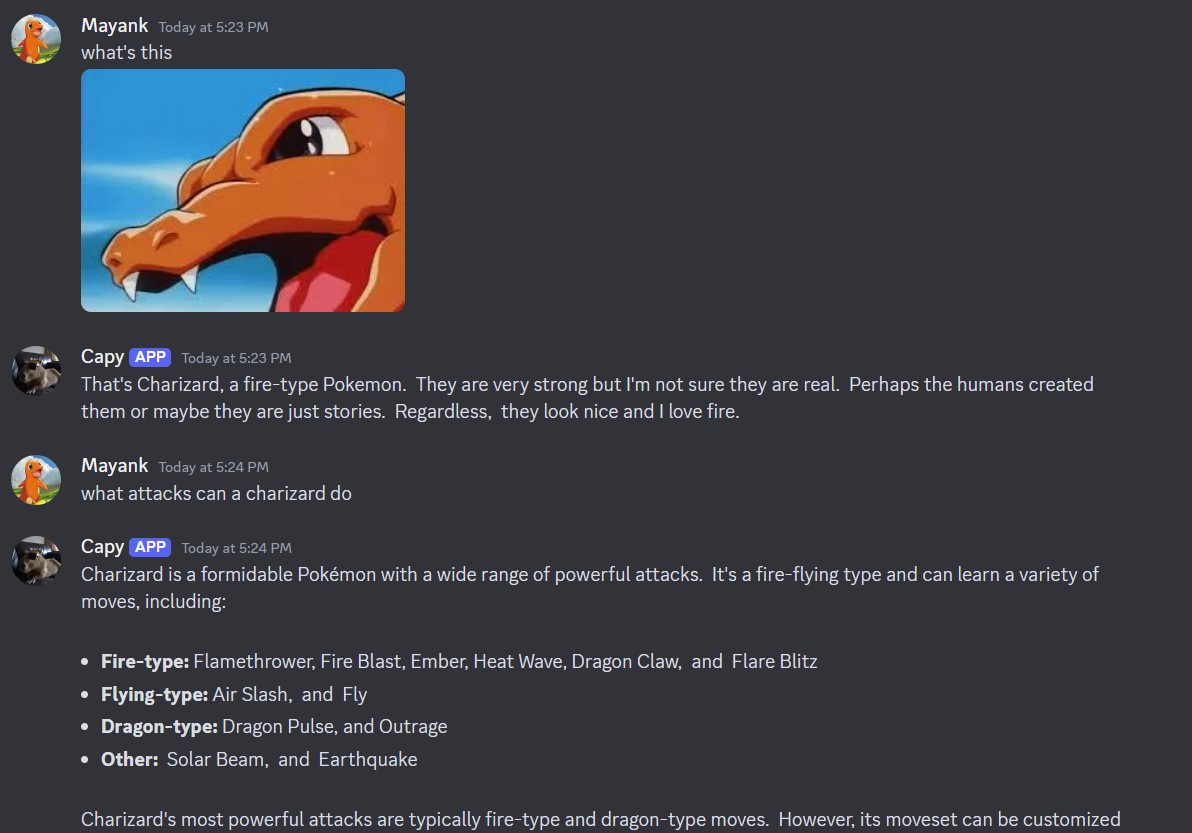 Mayank Today at 5:23 PM
what's this
Capy APP Today at 5:23 PM
That's Charizard, a fire-type Pokemon.  They are very strong but I'm not sure they are real.  Perhaps the humans created
them or maybe they are just stories.  Regardless,  they look nice and I love fire.
Mayank Today at 5:24 PM
what attacks can a charizard do
Capy APP Today at 5:24 PM
Charizard is a formidable Pokémon with a wide range of powerful attacks.  It's a fire-flying type and can learn a variety of
moves, including:
• Fire-type: Flamethrower, Fire Blast, Ember, Heat Wave, Dragon Claw,  and  Flare Blitz
• Flying-type: Air Slash,  and  Fly
• Dragon-type: Dragon Pulse, and Outrage
• Other:  Solar Beam,  and  Earthquake
Charizard's most powerful attacks are typically fire-type and dragon-type moves.  However, its moveset can be customized